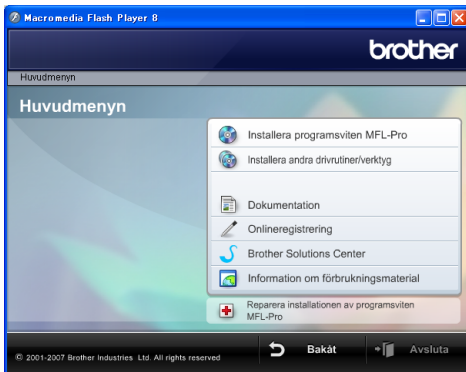 Macromedia Flash Player 8
brother
Huvudmenyn
Huvudmenyn
Installera programsviten MFL-Pro
Installera andra drivrutiner/verktyg
Dokumentation
Onlineregistrering
Brother Solutions Center
Information om förbrukningsmaterial
Reparera installationen av programsviten
MFL-Pro
© 2001-2007 Brother Industries Ltd. All rights reserved
Bakåt
Avsluta